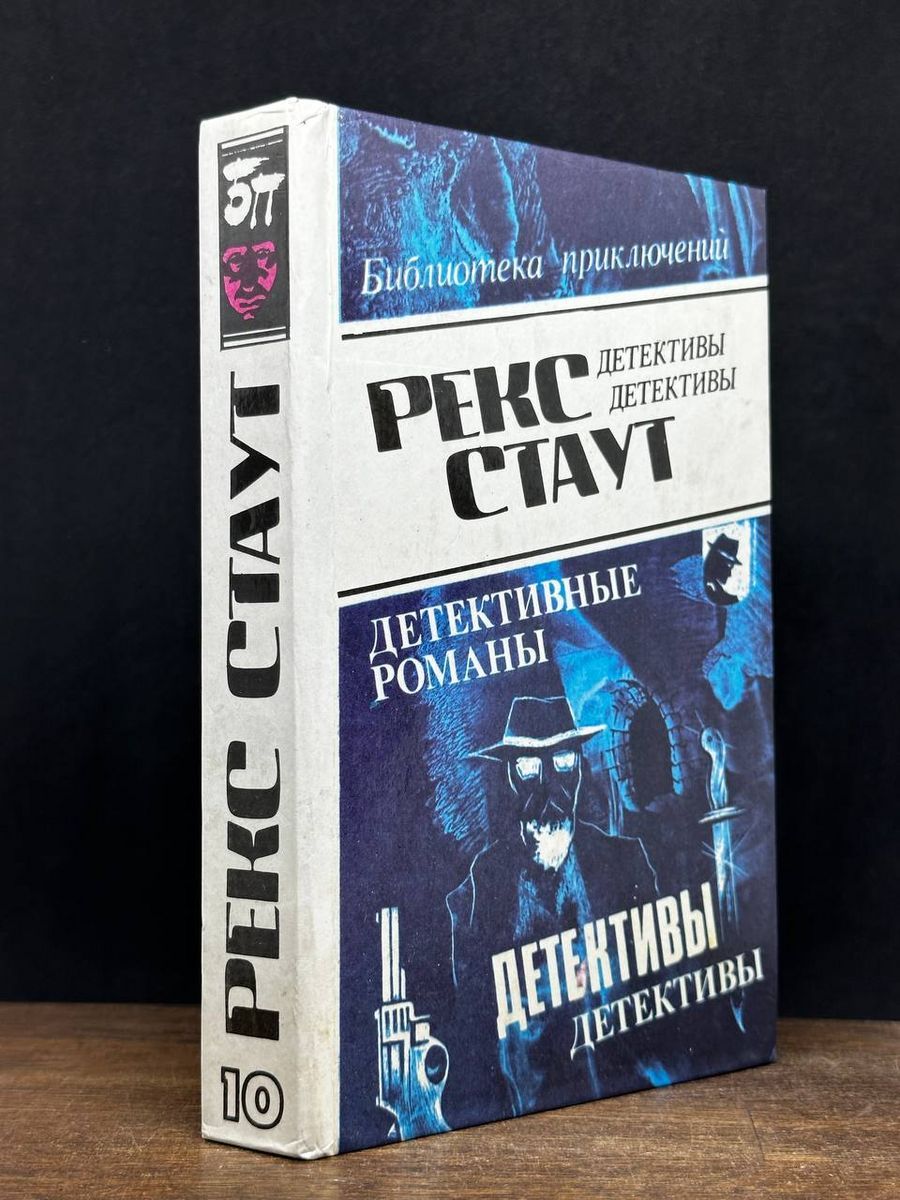 БП
РЕКС СТАУТ
10
Библиотека приключений
РЕКС
СТАУТ
ДЕТЕКТИВЫ
ДЕТЕКТИВЫ
ДЕТЕКТИВНЫЕ
РОМАНЫ
ДЕТЕКТИВЫ
ДЕТЕКТИВЫ